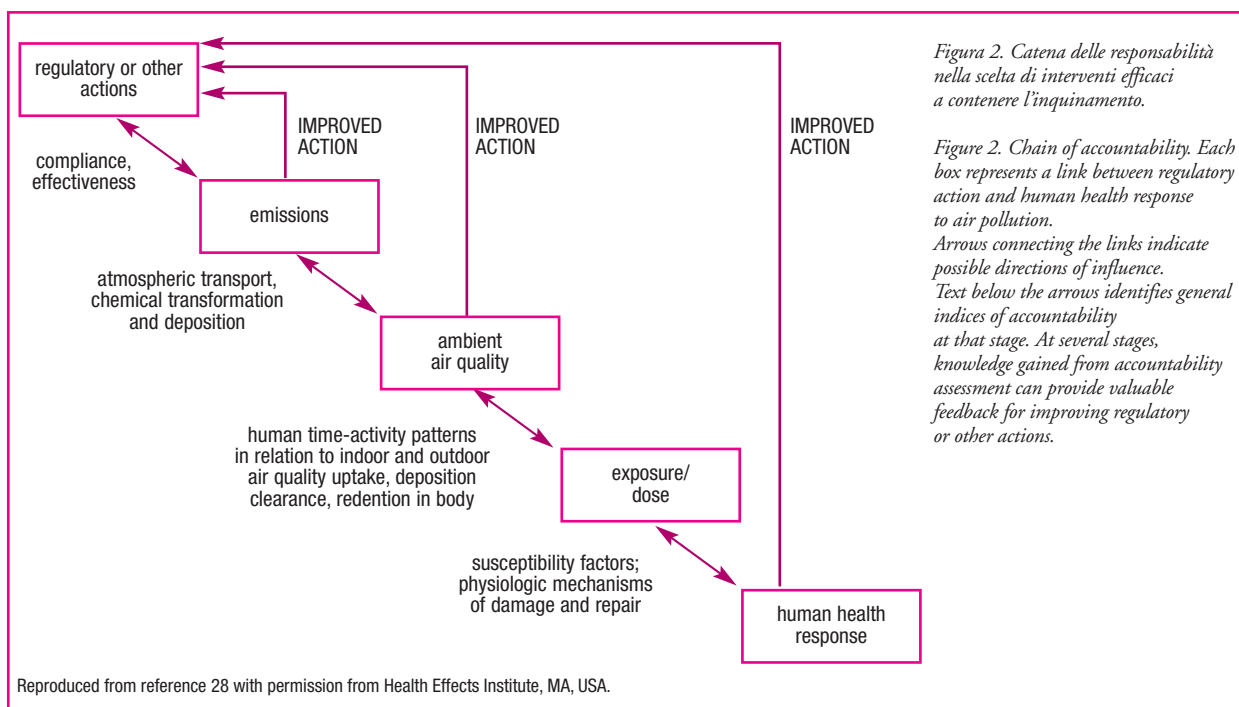 regulatory or other
actions
IMPROVED
ACTION
IMPROVED
ACTION
IMPROVED
ACTION
compliance,
effectiveness
emissions
atmospheric transport,
chemical transformation
and deposition
ambient
air quality
human time-activity patterns
in relation to indoor and outdoor
air quality uptake, deposition
clearance, redention in body
exposure/
dose
susceptibility factors;
physiologic mechanisms
of damage and repair
human health
response
Reproduced from reference 28 with permission from Health Effects Institute, MA, USA.
Figura 2. Catena delle responsabilità
nella scelta di interventi efficaci
a contenere l'inquinamento.
Figure 2. Chain of accountability. Each
box represents a link between regulatory
action and human health response
to air pollution.
Arrows connecting the links indicate
possible directions of influence.
Text below the arrows identifies general
indices of accountability
at that stage. At several stages,
knowledge gained from accountability
assessment can provide valuable
feedback for improving regulatory
or other actions.